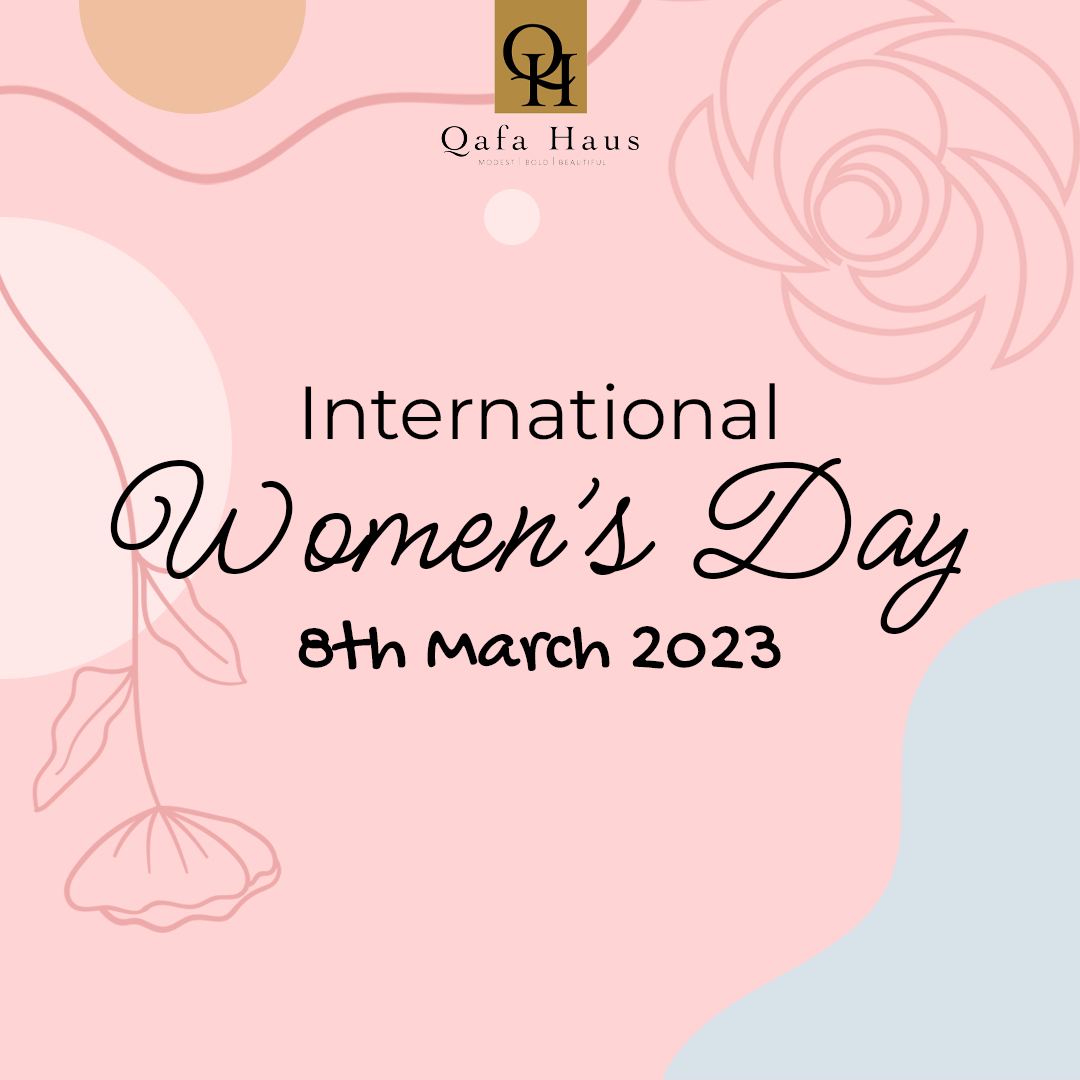 QH
Qafa Haus
MODEST | BOLD | BEAUTIFUL
International
Women's Day
8th March 2023